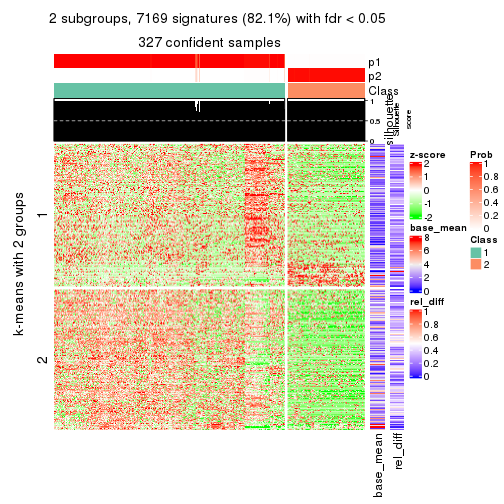 2 subgroups, 7169 signatures (82.1%) with fdr < 0.05
327 confident samples
p1
p2
Class
1
0.5
0
silhouette
Silhouette
score
k-means with 2 groups
1
2
z-score
2
1
0
-1
-2
base_mean
8
6
4
2
0
rel_diff
1
0.8
0.6
0.4
0.2
0
Prob
1
0.8
0.6
0.4
0.2
0
Class
1
2
base_mean
rel_diff